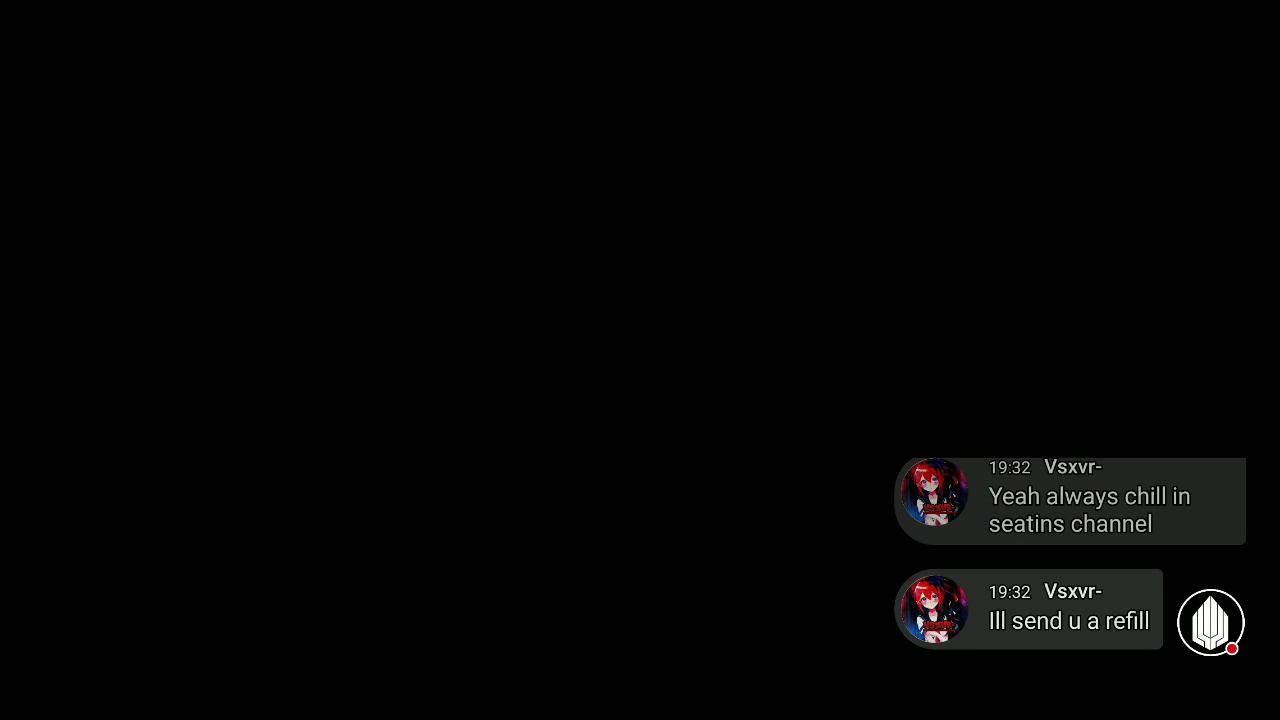 19:32 Vsxvr-
Yeah always chill in
seatins channel
19:32 Vsxvr-
Ill send u a refill